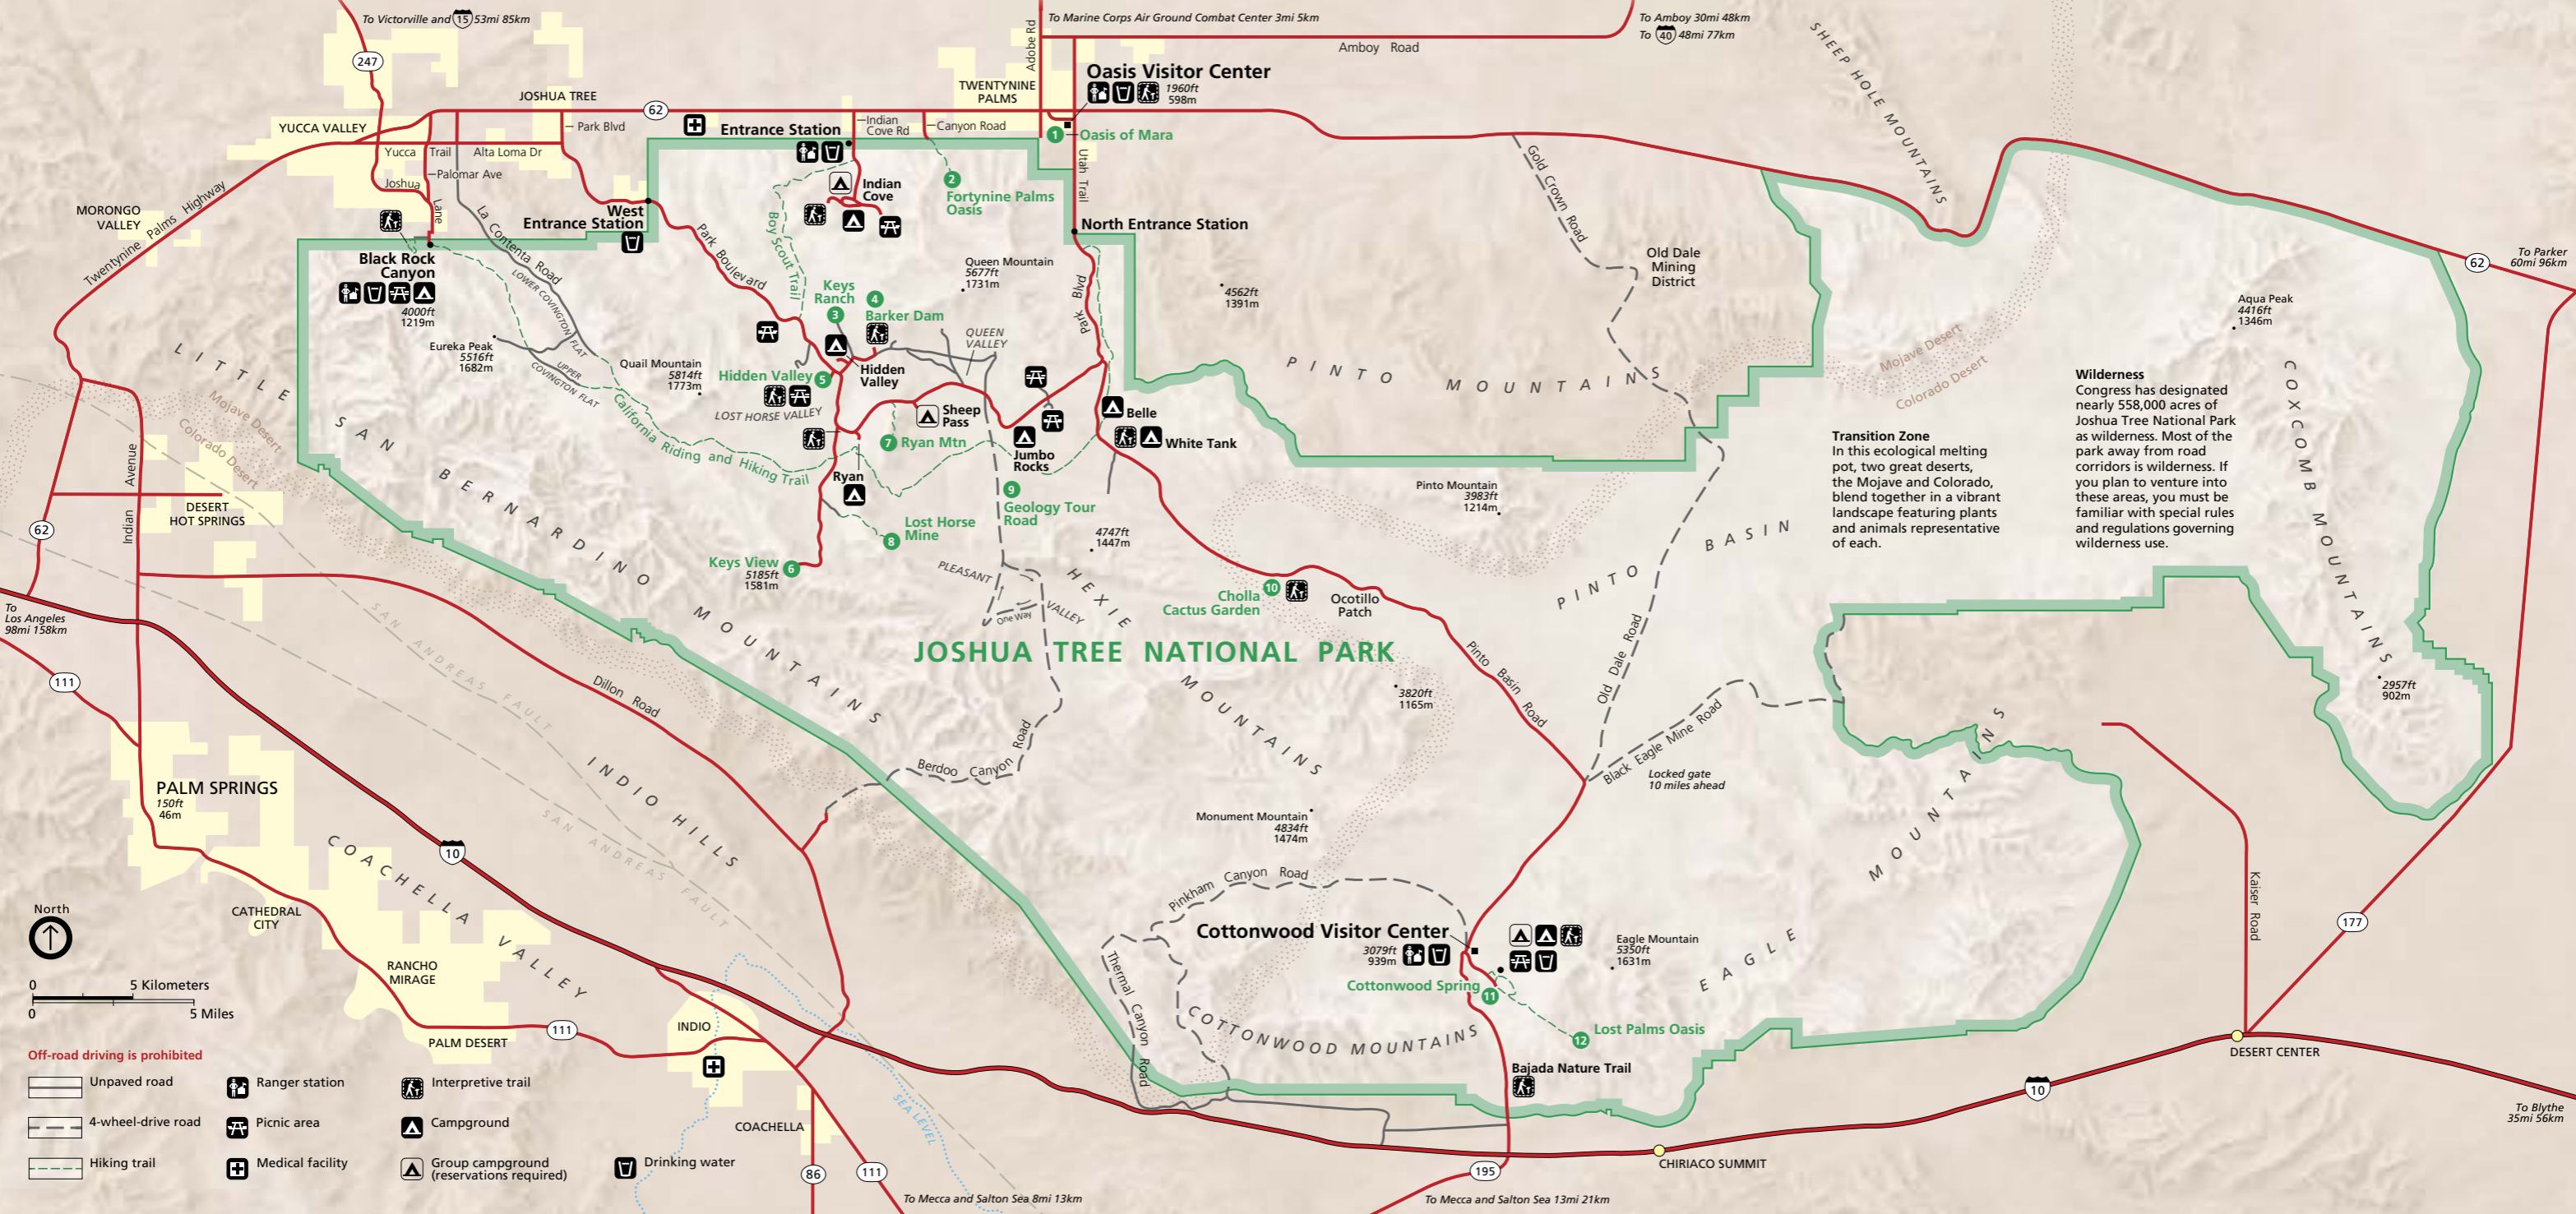 To Victorville and 15 53mi 85km
To Marine Corps Air Ground Combat Center 3mi 5km
To Amboy 30mi 48km
To 40 48mi 77km
Amboy Road
Adobe Rd
247
SHEEP HOLE MOUNTAINS
Oasis Visitor Center
1960ft
598m
TWENTYNINE
PALMS
JOSHUA TREE
62
YUCCA VALLEY
Park Blvd
Entrance Station
Indian
Cove Rd
Canyon Road
1
Oasis of Mara
Yucca Trail
Alta Loma Dr
Palomar Ave
Joshua
Lane
Utah Trail
Gold Crown Road
2
Fortynine Palms
Oasis
Indian
Cove
MORONGO
VALLEY
Twentynine Palms Highway
La Contenta Road
West
Entrance Station
Park Boulevard
Boy Scout Trail
North Entrance Station
Old Dale
Mining
District
To Parker
60mi 96km
62
Black Rock
Canyon
4000ft
1219m
LOWER COVINGTON FLAT
UPPER
COVINGTON FLAT
Queen Mountain
5677ft
1731m
Park Blvd
4562ft
1391m
Keys
Ranch
3
4
Barker Dam
QUEEN
VALLEY
Aqua Peak
4416ft
1346m
Eureka Peak
5516ft
1682m
Quail Mountain
5814ft
1773m
Hidden Valley
5
Hidden
Valley
LOST HORSE VALLEY
PINTO MOUNTAINS
Mojave Desert
Colorado Desert
LITTLE
SAN BERNARDINO MOUNTAINS
Mojave Desert
Colorado Desert
California Riding and Hiking Trail
Sheep
Pass
7
Ryan Mtn
Jumbo
Rocks
Belle
White Tank
COXCOMB MOUNTAINS
Wilderness
Congress has designated
nearly 558,000 acres of
Joshua Tree National Park
as wilderness. Most of the
park away from road
corridors is wilderness. If
you plan to venture into
these areas, you must be
familiar with special rules
and regulations governing
wilderness use.
Transition Zone
In this ecological melting
pot, two great deserts,
the Mojave and Colorado,
blend together in a vibrant
landscape featuring plants
and animals representative
of each.
Ryan
9
Geology Tour
Road
Pinto Mountain
3983ft
1214m
PINTO BASIN
Indian Avenue
DESERT
HOT SPRINGS
62
8
Lost Horse
Mine
4747ft
1447m
Keys View
6
5185ft
1581m
PLEASANT
VALLEY
One Way
HEXIE
MOUNTAINS
10
Cholla
Cactus Garden
Ocotillo
Patch
To
Los Angeles
98mi 158km
111
SAN ANDREAS FAULT
JOSHUA TREE NATIONAL PARK
Pinto Basin Road
Old Dale Road
Black Eagle Mine Road
Locked gate
10 miles ahead
3820ft
1165m
2957ft
902m
Dillon Road
Berdoo Canyon Road
INDIO HILLS
SAN ANDREAS FAULT
PALM SPRINGS
150ft
46m
Monument Mountain
4834ft
1474m
COACHELLA VALLEY
10
EAGLE MOUNTAINS
Kaiser Road
177
CATHEDRAL
CITY
RANCHO
MIRAGE
Pinkham Canyon Road
Thermal Canyon Road
Cottonwood Visitor Center
3079ft
939m
Eagle Mountain
5350ft
1631m
Cottonwood Spring
11
12
Lost Palms Oasis
COTTONWOOD MOUNTAINS
Bajada Nature Trail
North
0 5 Kilometers
0 5 Miles
111
PALM DESERT
INDIO
COACHELLA
SEA LEVEL
86
111
To Mecca and Salton Sea 8mi 13km
195
To Mecca and Salton Sea 13mi 21km
CHIRIACO SUMMIT
10
DESERT CENTER
To Blythe
35mi 56km
Off-road driving is prohibited
Unpaved road
4-wheel-drive road
Hiking trail
Ranger station
Picnic area
Medical facility
Interpretive trail
Campground
Group campground
(reservations required)
Drinking water